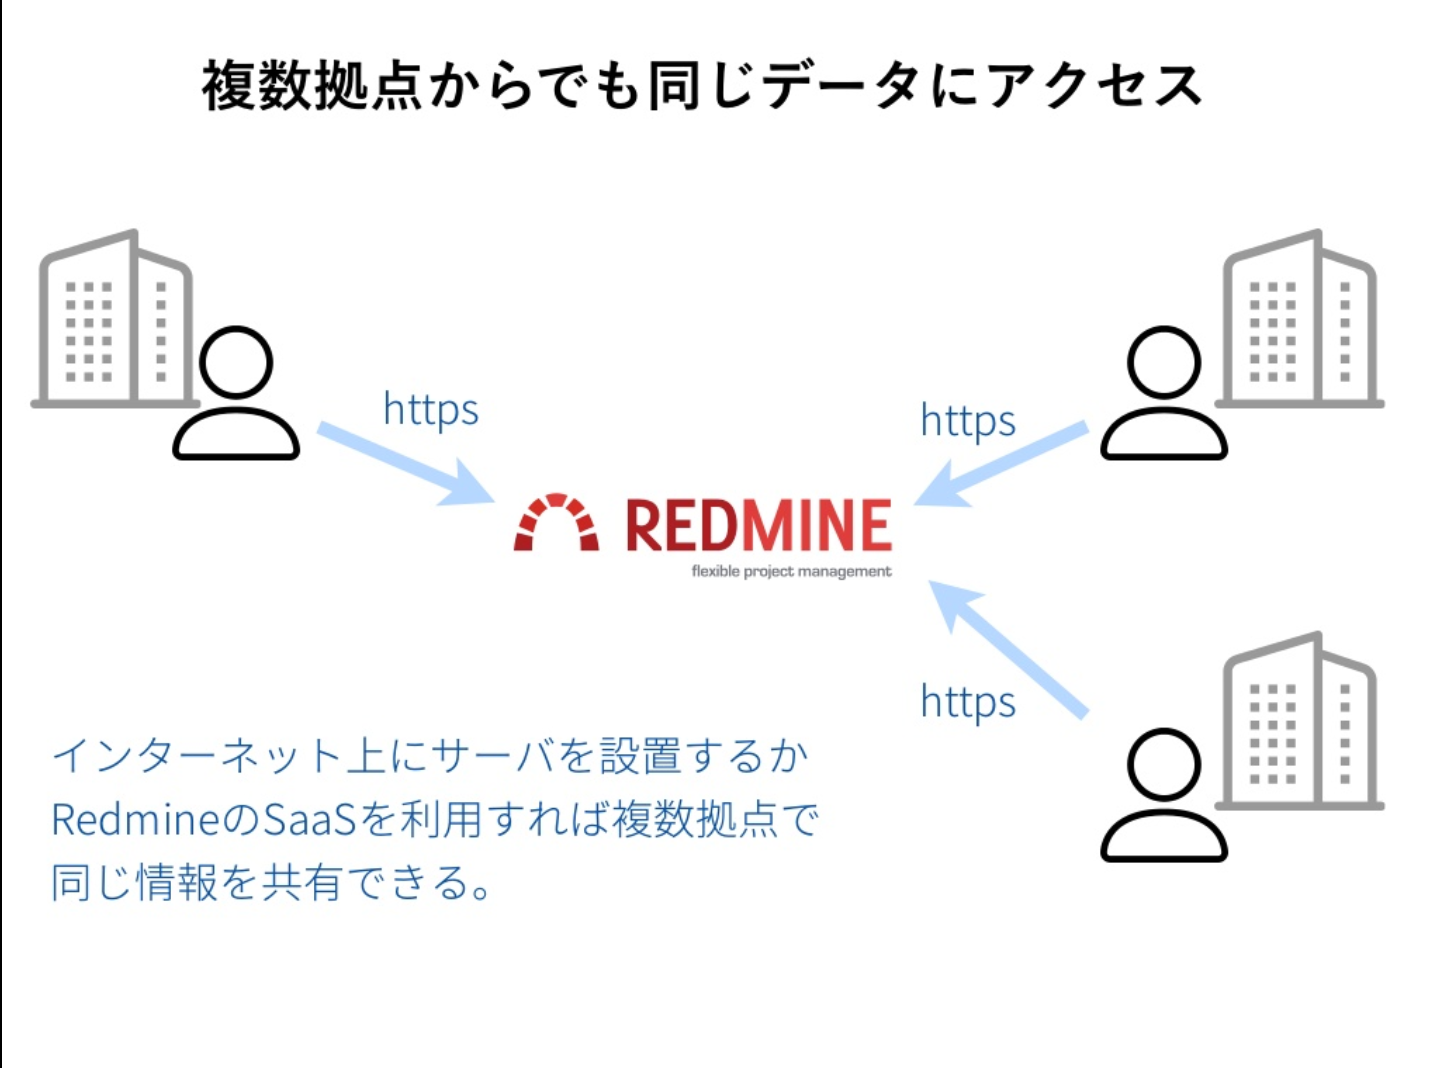 複数拠点からでも同じデータにアクセス
https
https
REDMINE
flexible project management
https
インターネット上にサーバを設置するか
RedmineのSaaSを利用すれば複数拠点で
同じ情報を共有できる。